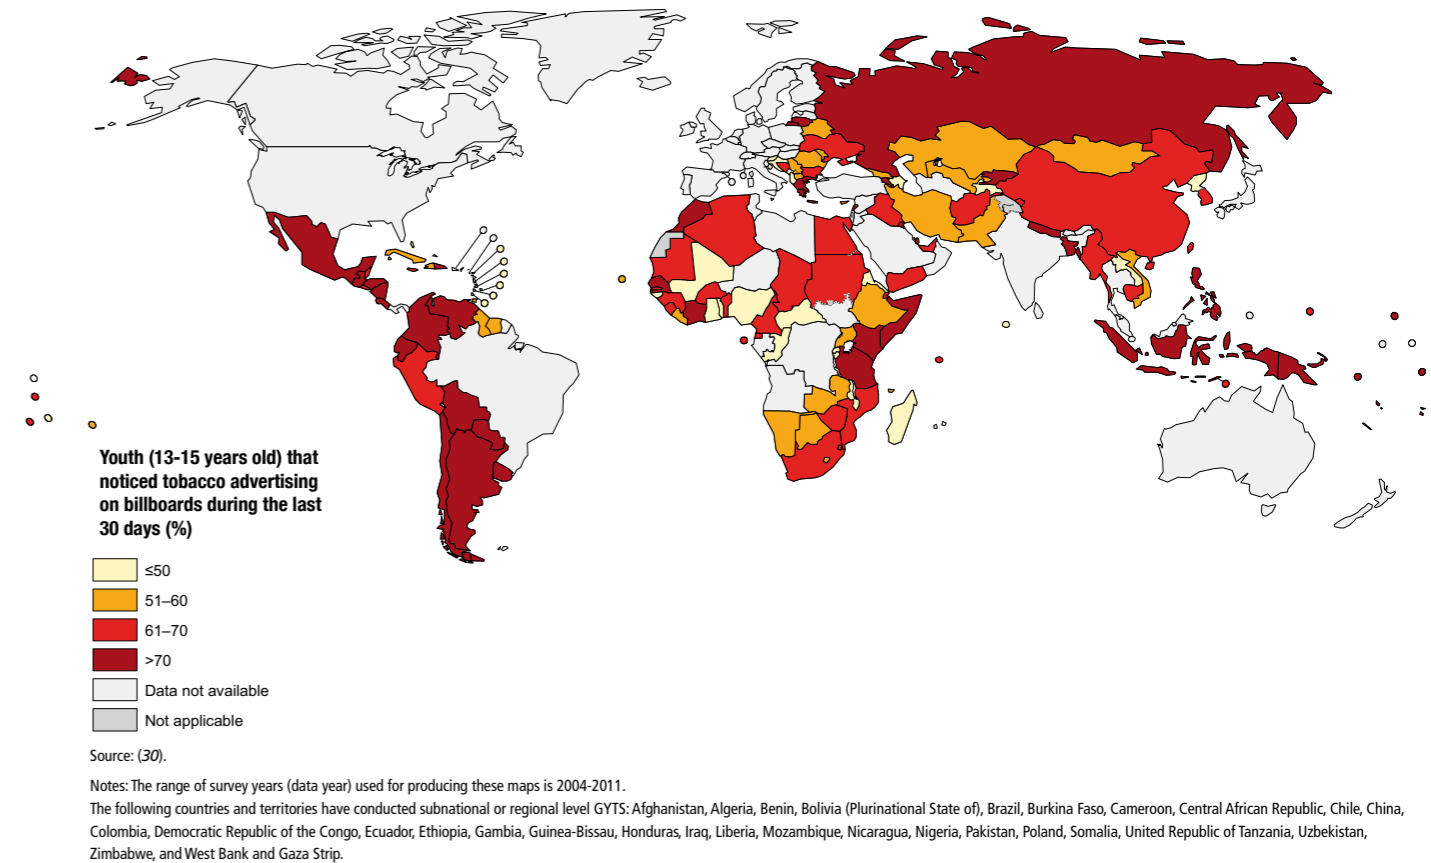 Youth (13-15 years old) that
noticed tobacco advertising
on billboards during the last
30 days (%)
≤50
51–60
61–70
>70
Data not available
Not applicable
Source: (30).
Notes: The range of survey years (data year) used for producing these maps is 2004-2011.
The following countries and territories have conducted subnational or regional level GYTS: Afghanistan, Algeria, Benin, Bolivia (Plurinational State of), Brazil, Burkina Faso, Cameroon, Central African Republic, Chile, China,
Colombia, Democratic Republic of the Congo, Ecuador, Ethiopia, Gambia, Guinea-Bissau, Honduras, Iraq, Liberia, Mozambique, Nicaragua, Nigeria, Pakistan, Poland, Somalia, United Republic of Tanzania, Uzbekistan,
Zimbabwe, and West Bank and Gaza Strip.